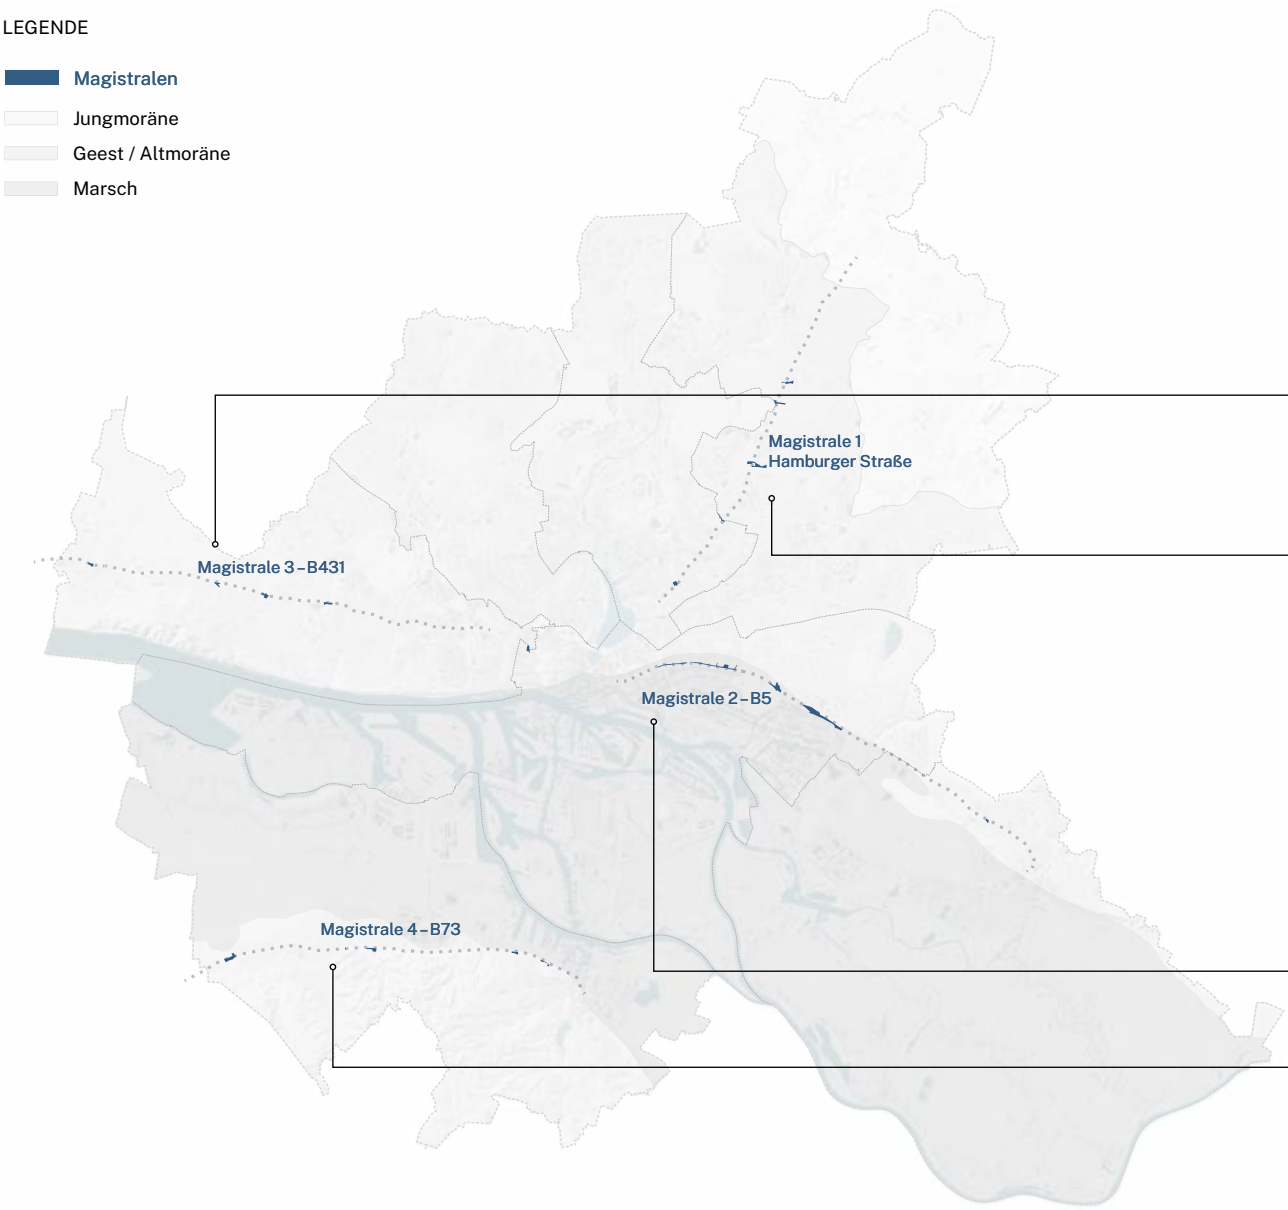 LEGENDE
Magistralen
Jungmoräne
Geest / Altmoräne
Marsch
Magistrale 1
Hamburger Straße
Magistrale 3 – B431
Magistrale 2 – B5
Magistrale 4 – B73